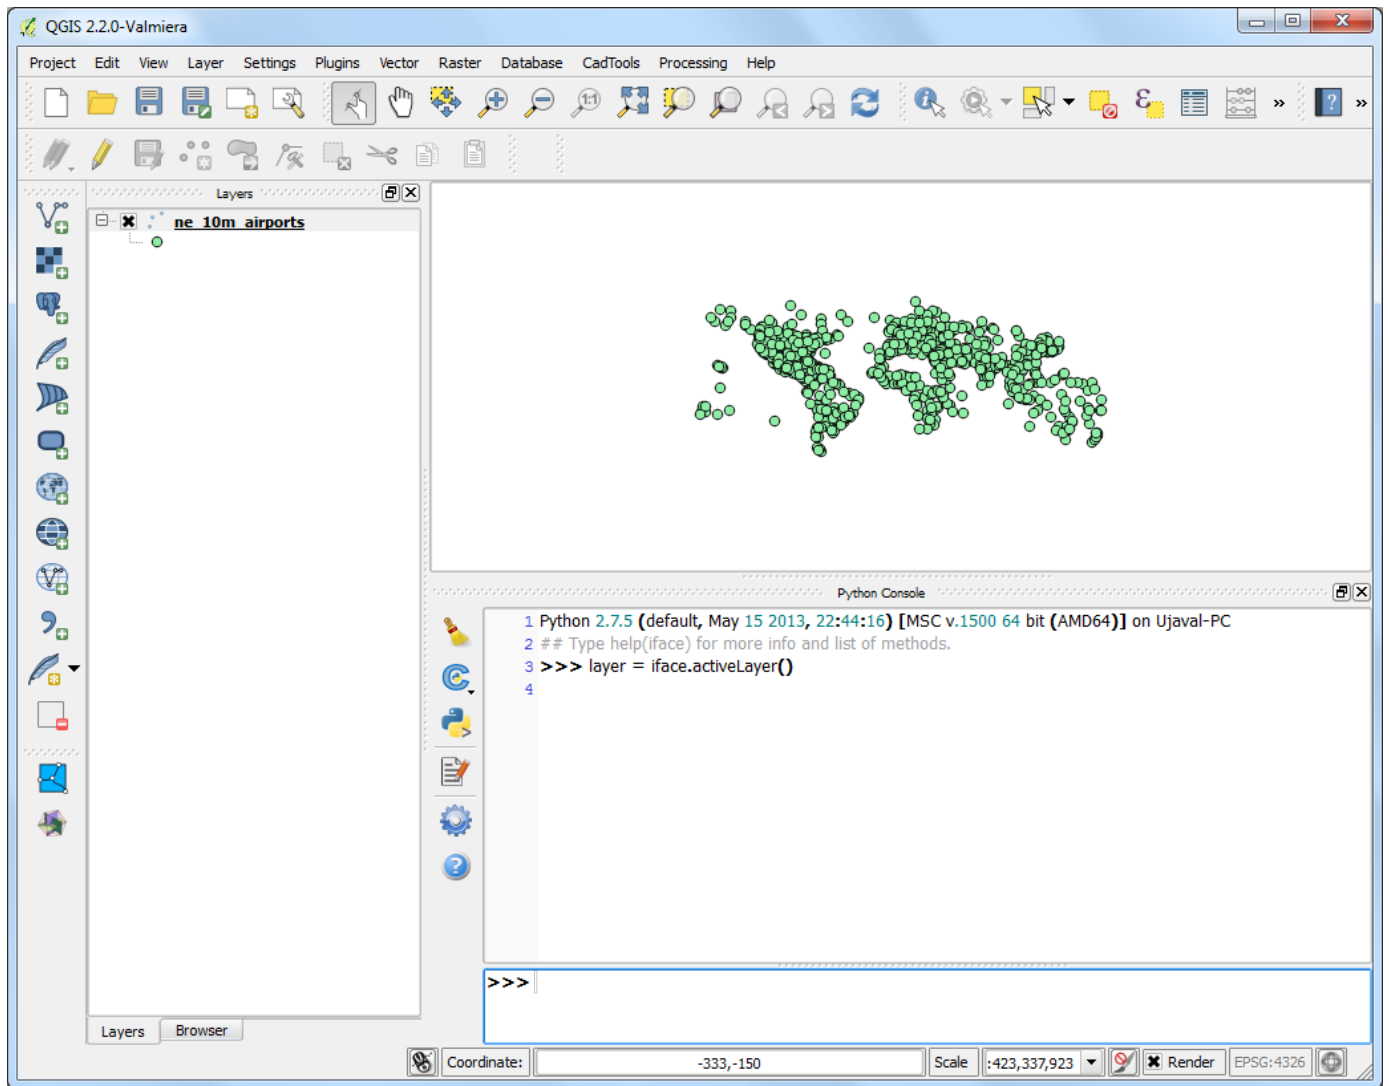 QGIS 2.2.0-Valmiera
Project Edit View Layer Settings Plugins Vector Raster Database CadTools Processing Help
Layers
ne_10m_airports
Python Console
1 Python 2.7.5 (default, May 15 2013, 22:44:16) [MSC v.1500 64 bit (AMD64)] on Ujaval-PC
2 ## Type help(iface) for more info and list of methods.
3 >>> layer = iface.activeLayer()
4
>>>
Layers Browser
Coordinate: -333,-150 Scale :423,337,923 Render EPSG:4326